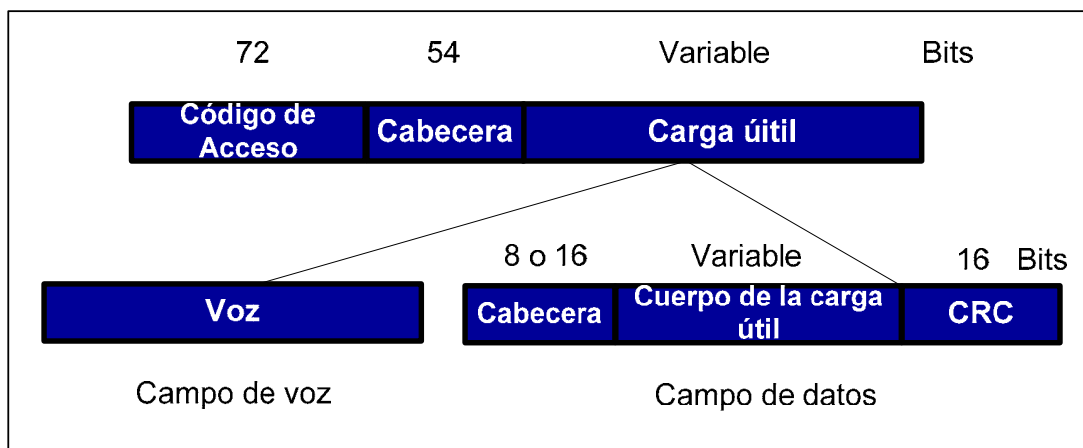 72 54 Variable Bits
Código de
Acceso
Cabecera
Carga úitil
8 o 16 Variable 16 Bits
Voz
Cabecera
Cuerpo de la carga
útil
CRC
Campo de voz
Campo de datos